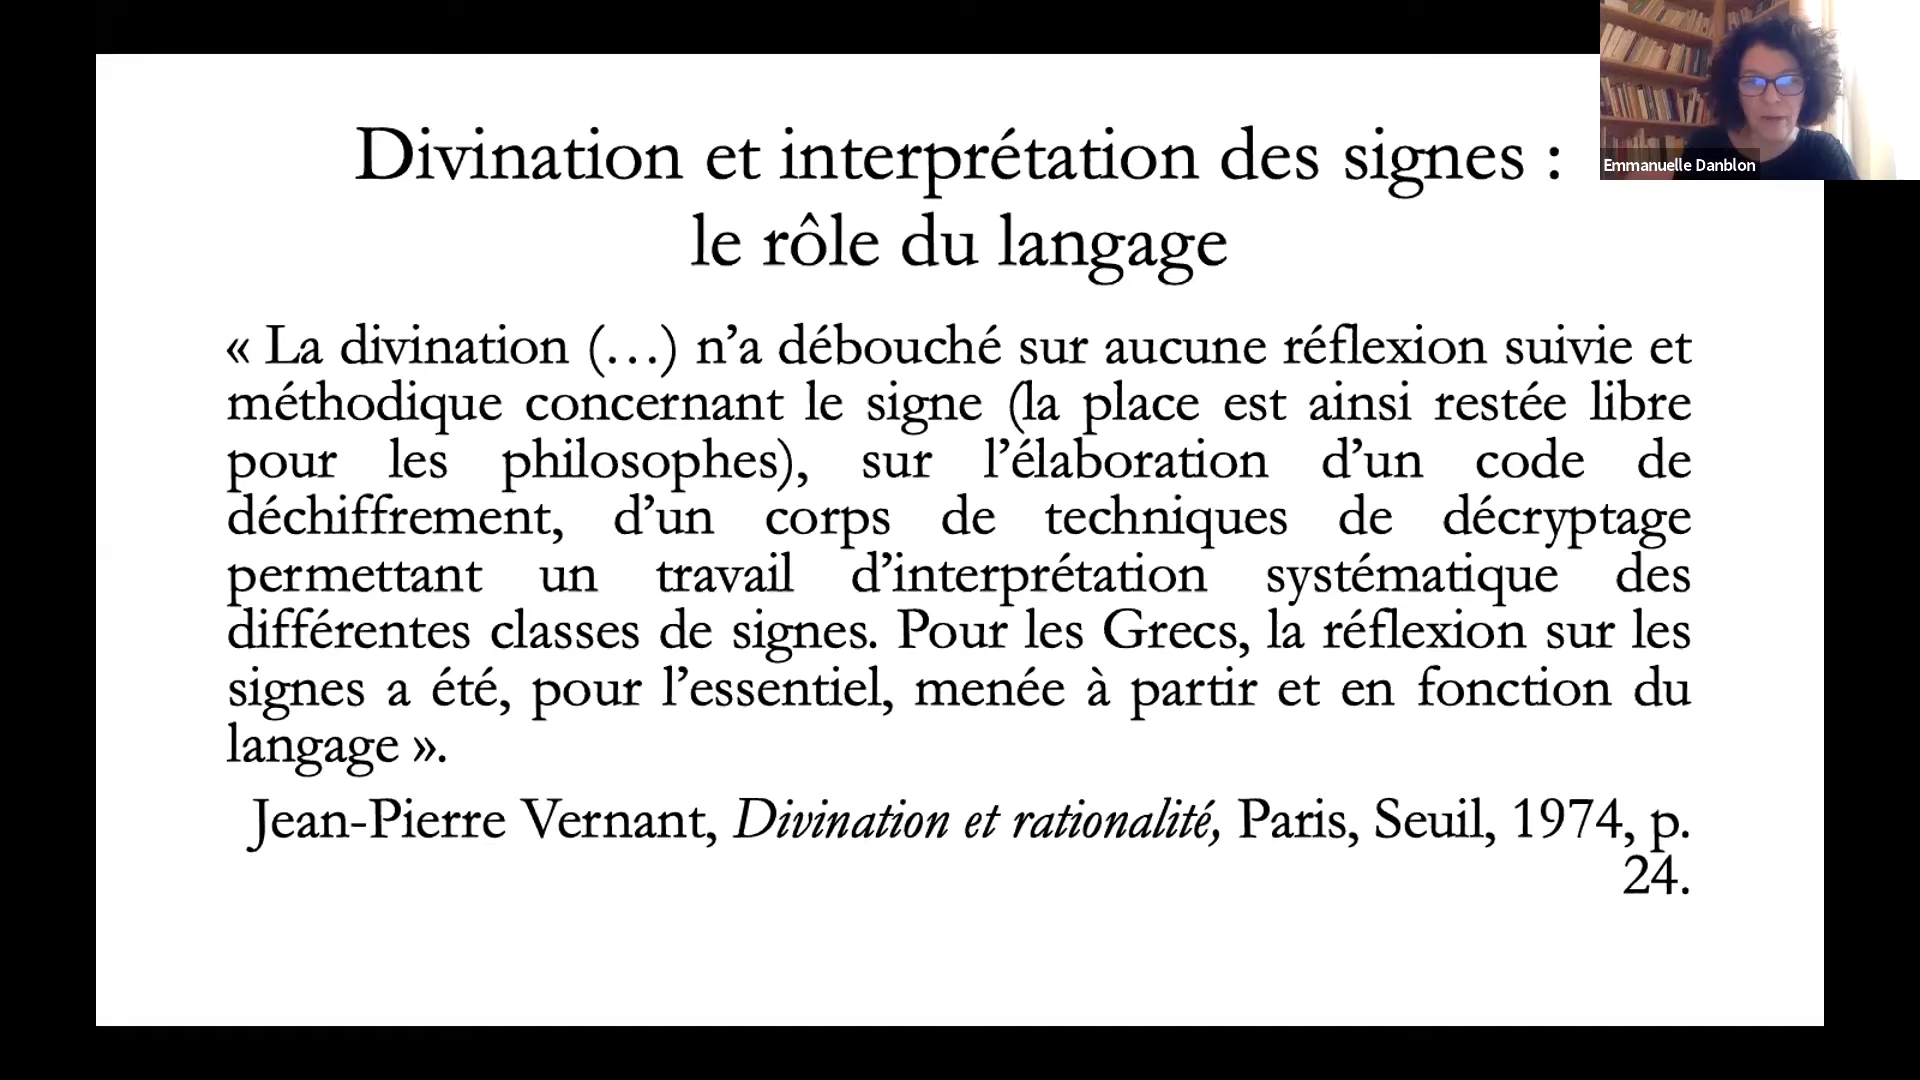 Divination et interprétation des signes :
le rôle du langage
« La divination (…) n’a débouché sur aucune réflexion suivie et
méthodique concernant le signe (la place est ainsi restée libre
pour les philosophes), sur l’élaboration d’un code de
déchiffrement, d’un corps de techniques de décryptage
permettant un travail d’interprétation systématique des
différentes classes de signes. Pour les Grecs, la réflexion sur les
signes a été, pour l’essentiel, menée à partir et en fonction du
langage ».
Jean-Pierre Vernant, Divination et rationalité, Paris, Seuil, 1974, p.
24.
Emmanuelle Danblon